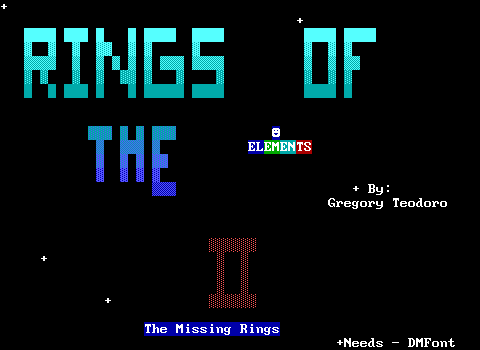 RINGS OF
THE
ELEMENTS
+ By:
Gregory Teodoro
II
The Missing Rings
+Needs - DMFont